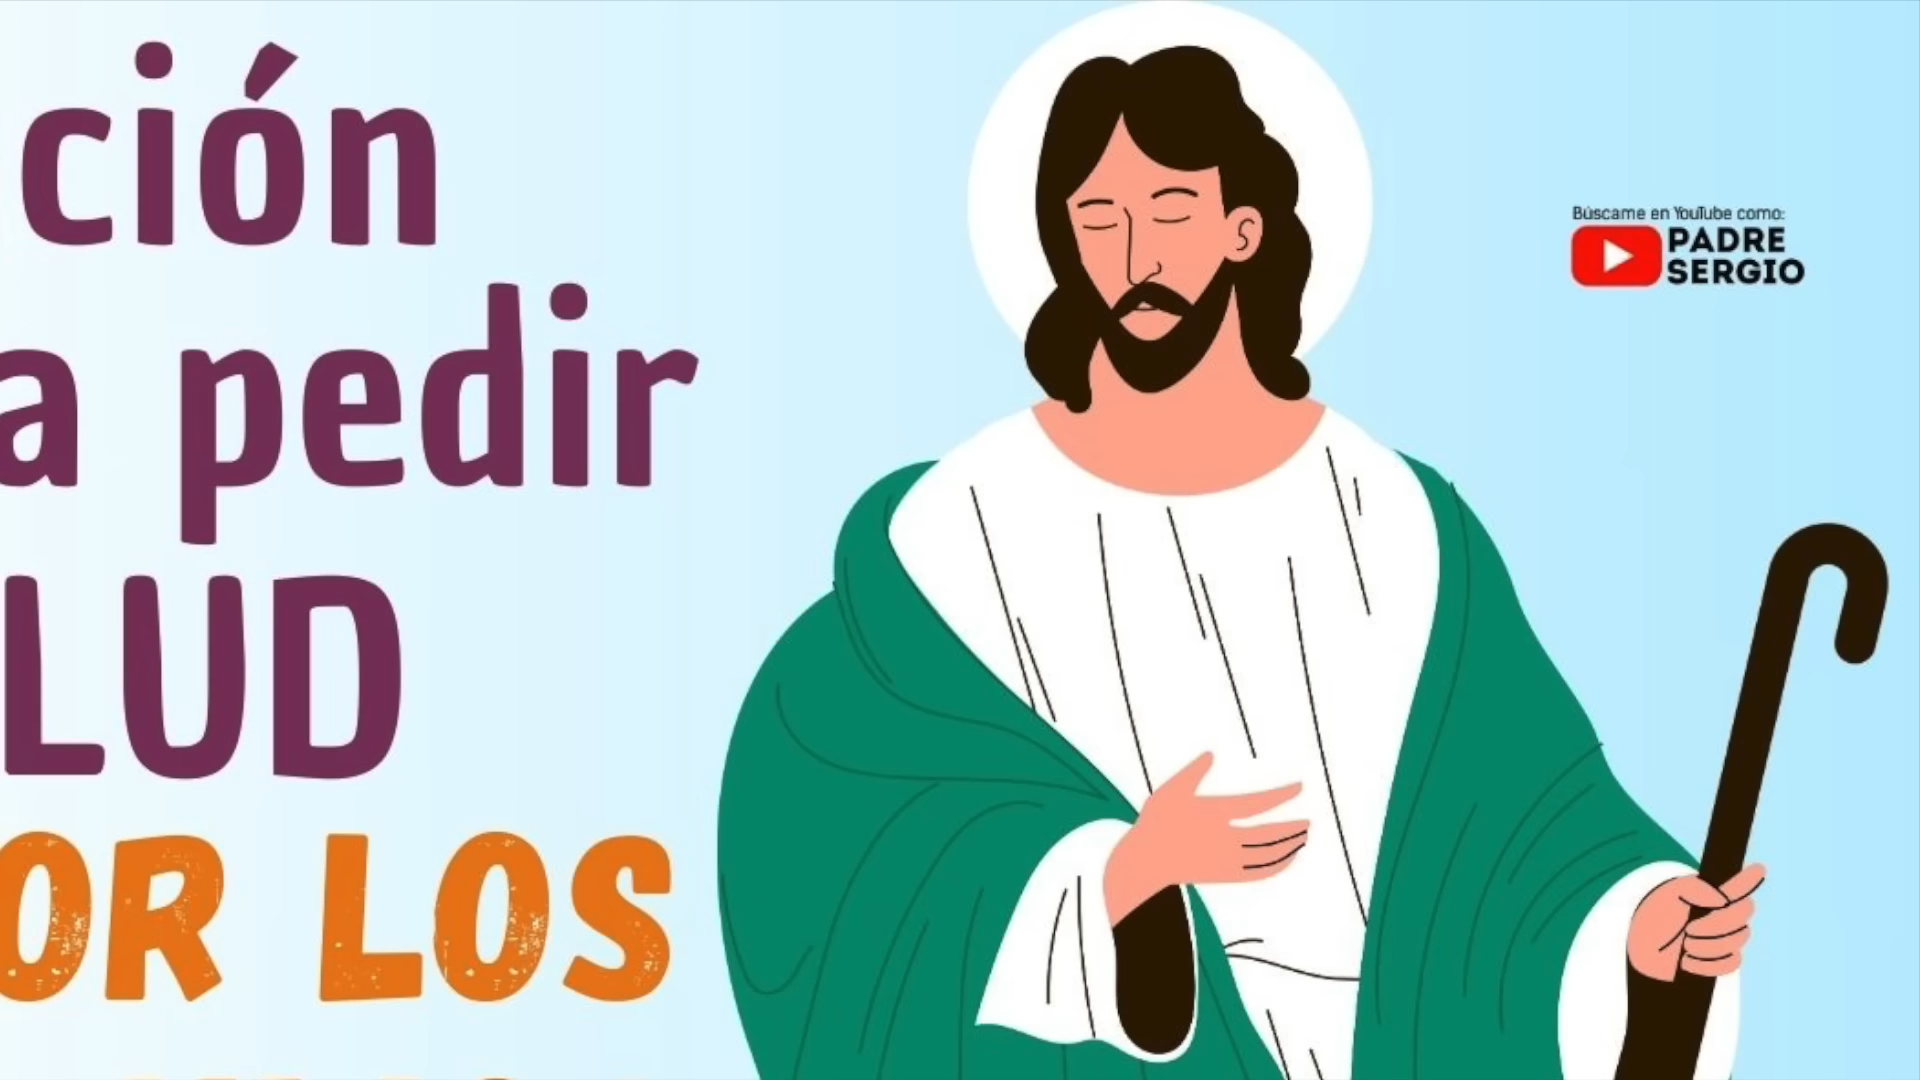 ción
a pedir
LUD
OR LOS
Búscame en YouTube como:
PADRE
SERGIO